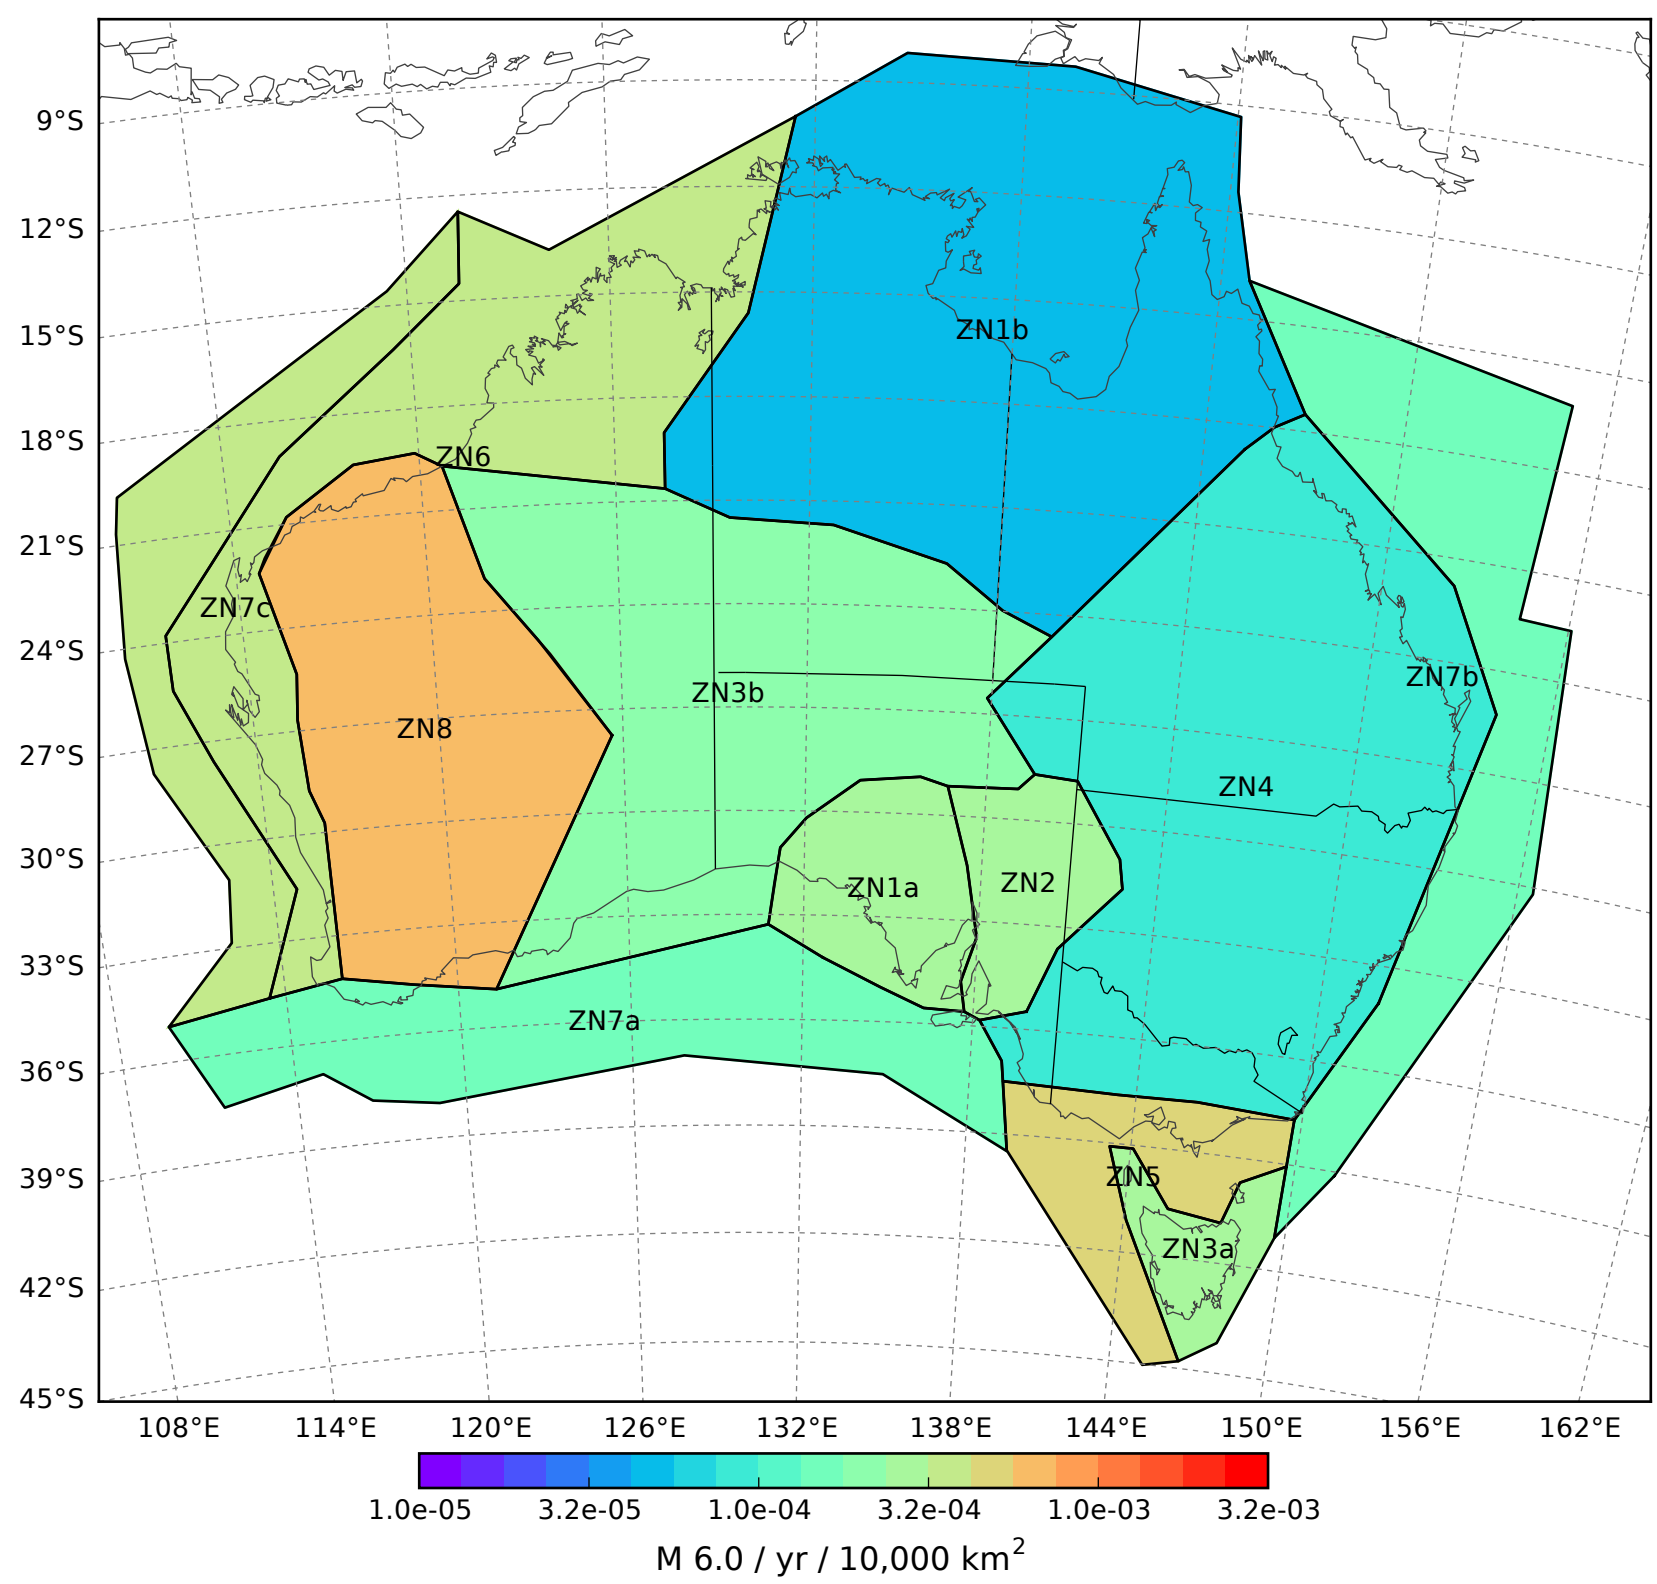 9°S
12°S
15°S
18°S
21°S
24°S
27°S
30°S
33°S
36°S
39°S
42°S
45°S
ZN1b
ZN6
ZN7c
ZN7b
ZN3b
ZN8
ZN4
ZN1a
ZN2
ZN7a
ZN5
ZN3a
108°E 114°E 120°E 126°E 132°E 138°E 144°E 150°E 156°E 162°E
1.0e-05 3.2e-05 1.0e-04 3.2e-04 1.0e-03 3.2e-03
M 6.0 / yr / 10,000 km²